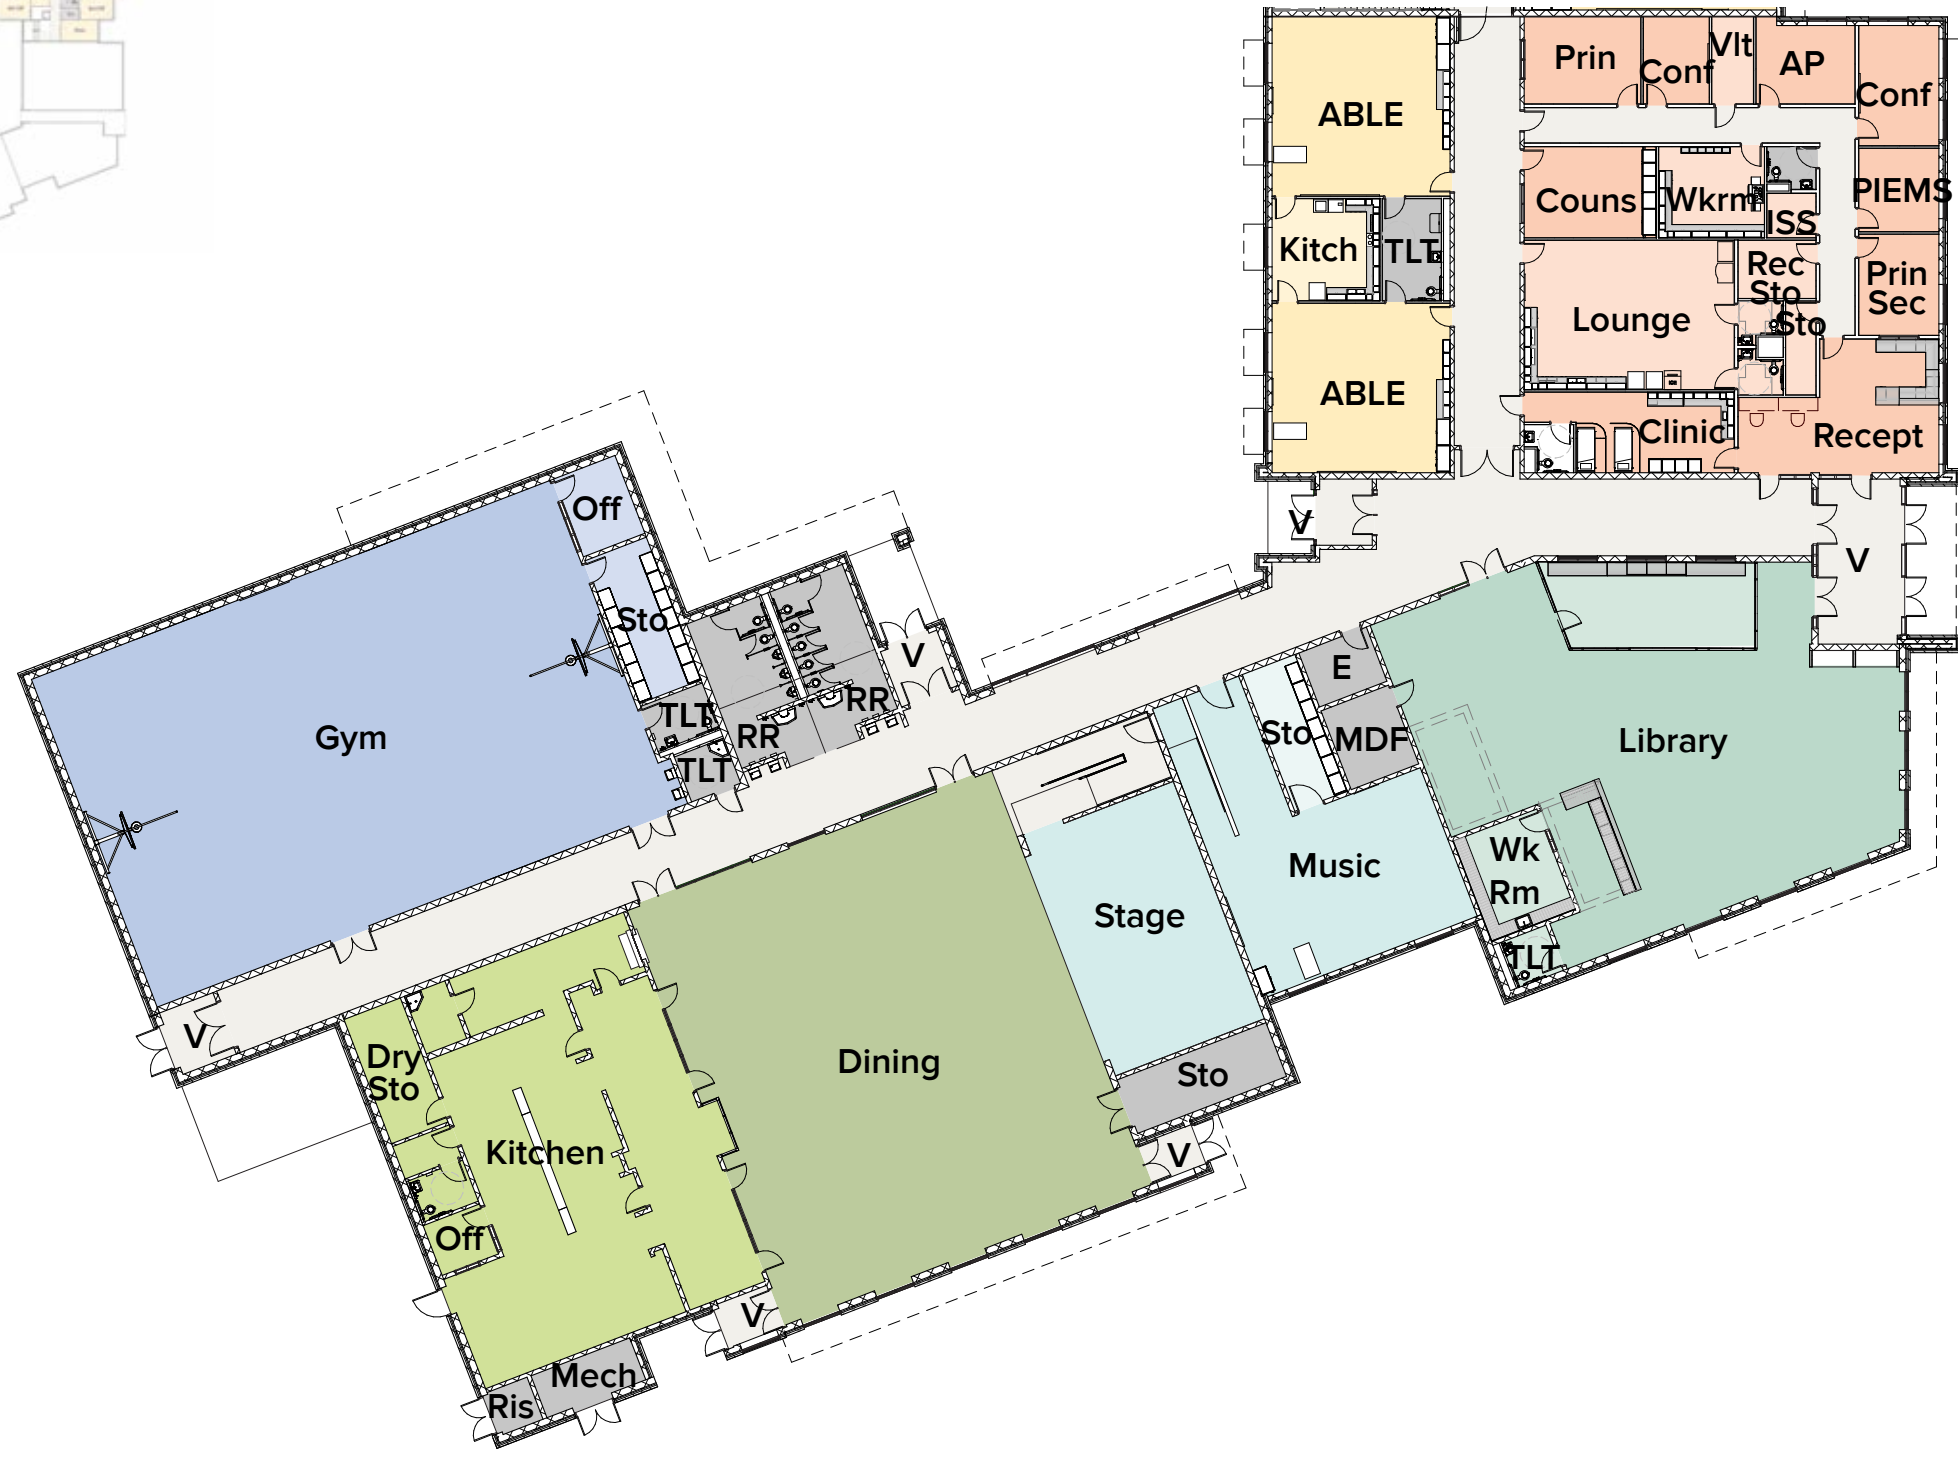 Prin
Conf
Vlt
AP
Conf
ABLE
Couns
Wkrm
ISS
PIEMS
Kitch
TLT
Rec
Sto
Sto
Prin
Sec
Lounge
ABLE
Clinic
Recept
V
V
Off
Sto
Gym
TLT
TLT
RR
RR
V
E
Sto
MDF
Library
Music
Wk
Rm
TLT
Stage
V
Dry
Sto
Dining
Sto
Kitchen
V
Off
V
Mech
Ris